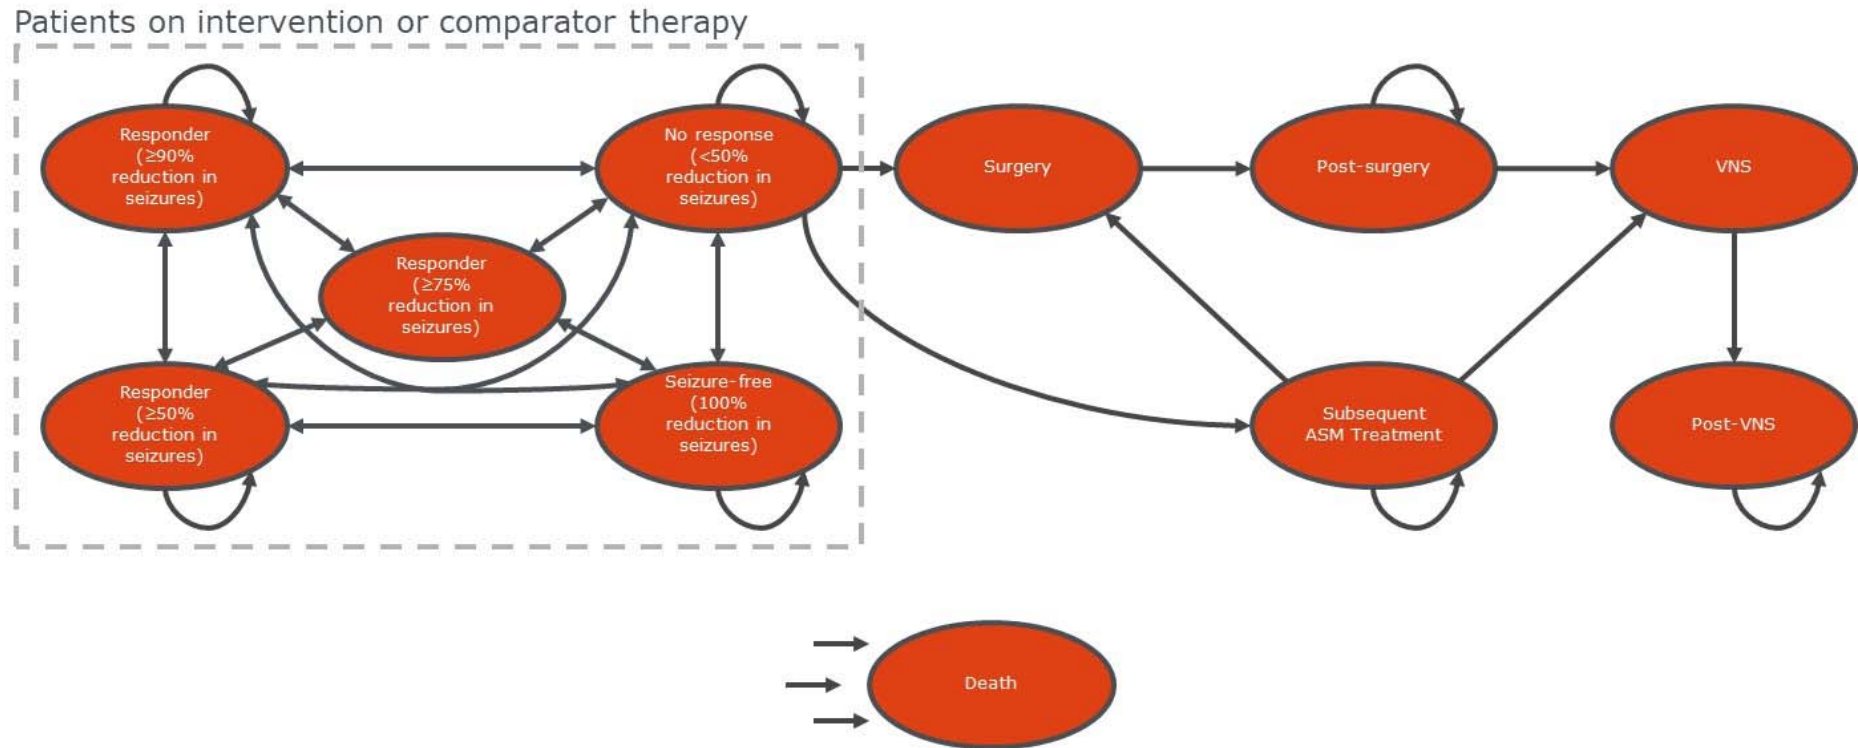 Patients on intervention or comparator therapy
Responder
(≥90%
reduction in
seizures)
No response
(<50%
reduction in
seizures)
Surgery
Post-surgery
VNS
Responder
(≥75%
reduction in
seizures)
Responder
(≥50%
reduction in
seizures)
Seizure-free
(100%
reduction in
seizures)
Subsequent
ASM Treatment
Post-VNS
Death